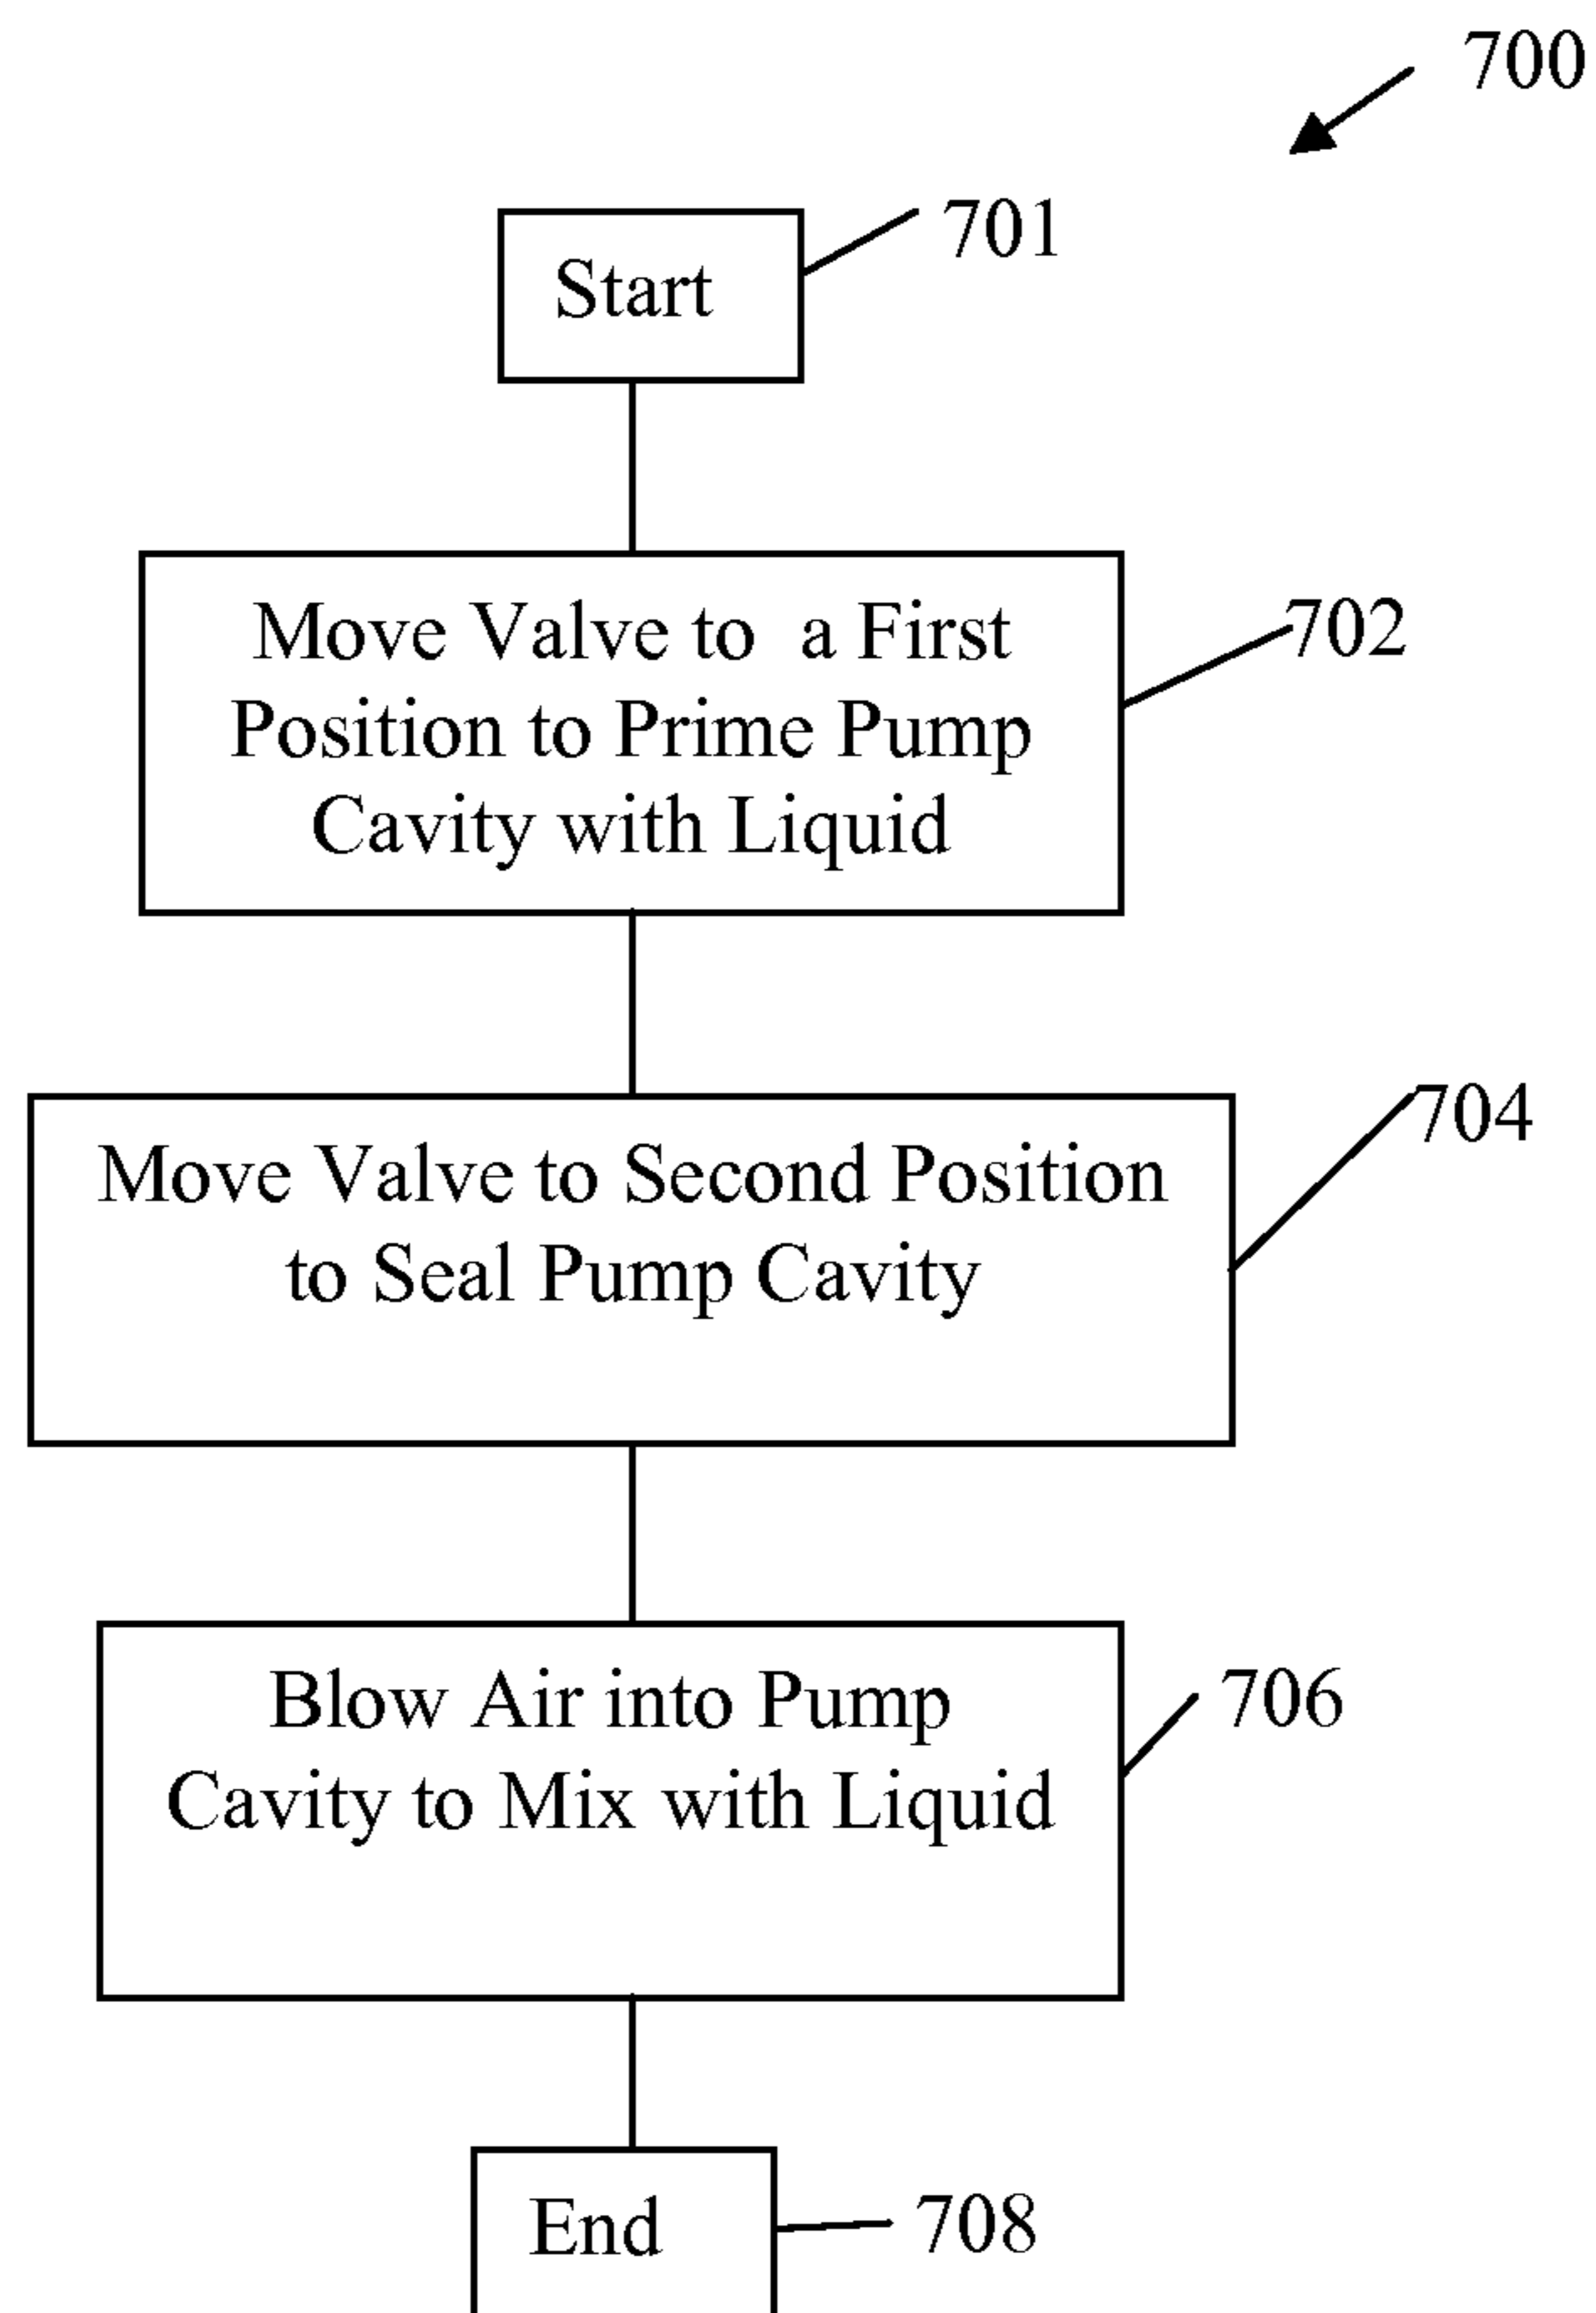 700
701
Start
702
Move Valve to a First
Position to Prime Pump
Cavity with Liquid
704
Move Valve to Second Position
to Seal Pump Cavity
706
Blow Air into Pump
Cavity to Mix with Liquid
End
708